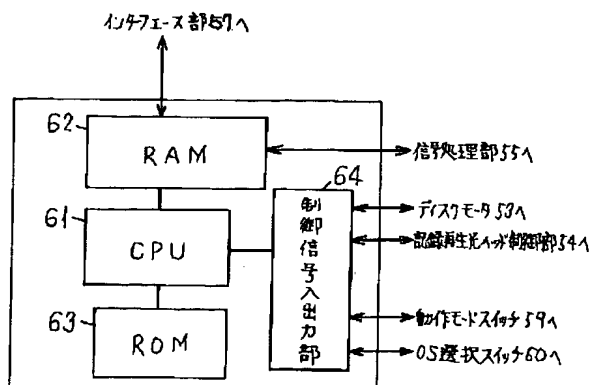 インタフェース部57へ
62
RAM
信号処理部55へ
64
61
CPU
制御信号入出力部
ディスクモータ53へ
記録再生光ヘッド制御部54へ
63
ROM
動作モードスイッチ59へ
OS選択スイッチ60へ